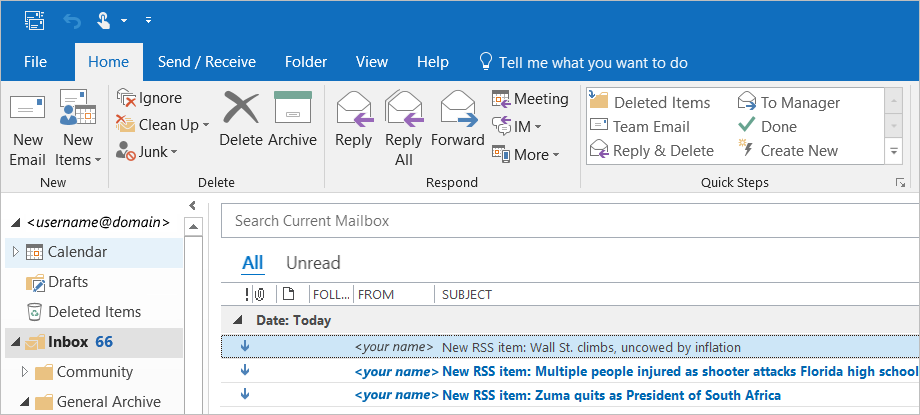 File Home Send / Receive Folder View Help Tell me what you want to do
New Email
New Items
Ignore
Clean Up
Junk
Delete
Archive
Reply
Reply All
Forward
Meeting
IM
More
Deleted Items
Team Email
Reply & Delete
To Manager
Done
Create New
New Delete Respond Quick Steps
<username@domain>
Calendar
Drafts
Deleted Items
Inbox 66
Community
General Archive
Search Current Mailbox
All Unread
! FOLL... FROM SUBJECT
Date: Today
<your name> New RSS item: Wall St. climbs, uncowed by inflation
<your name> New RSS item: Multiple people injured as shooter attacks Florida high school
<your name> New RSS item: Zuma quits as President of South Africa